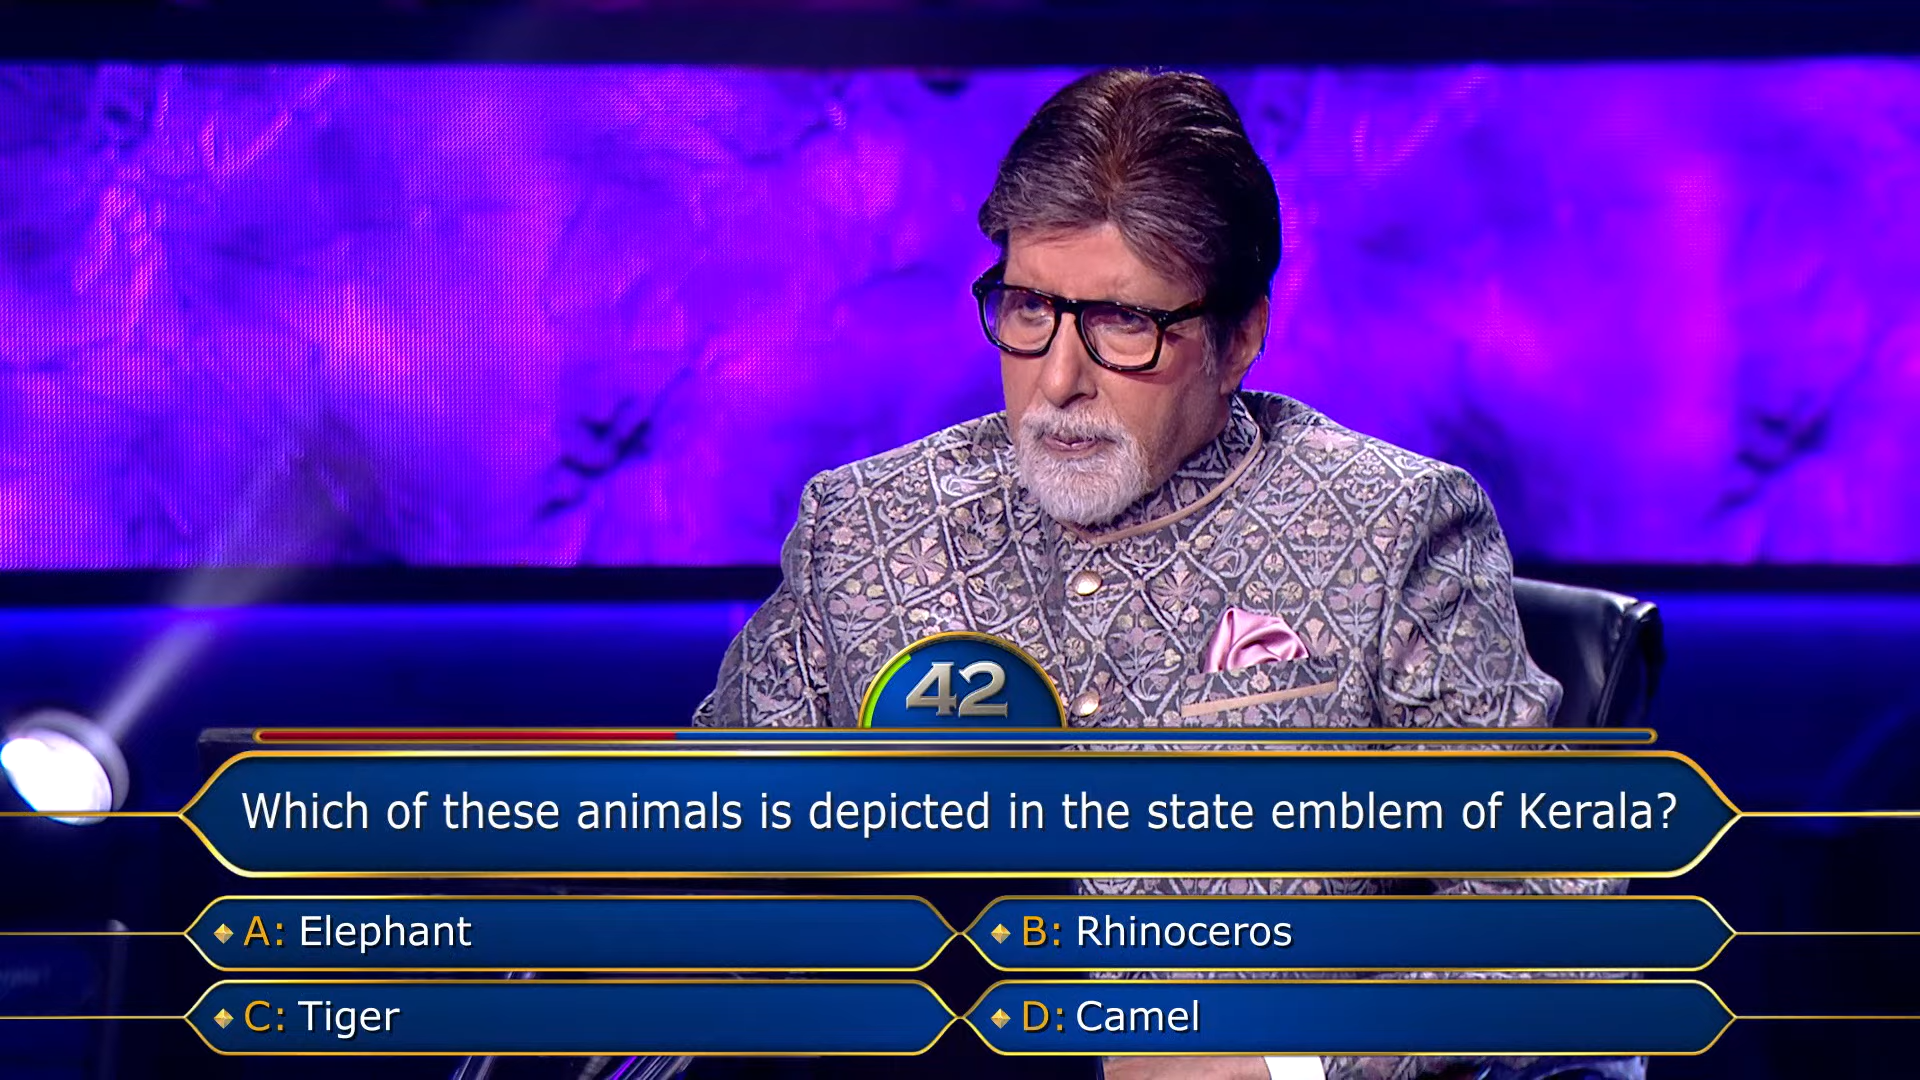 42
Which of these animals is depicted in the state emblem of Kerala?
A: Elephant
B: Rhinoceros
C: Tiger
D: Camel